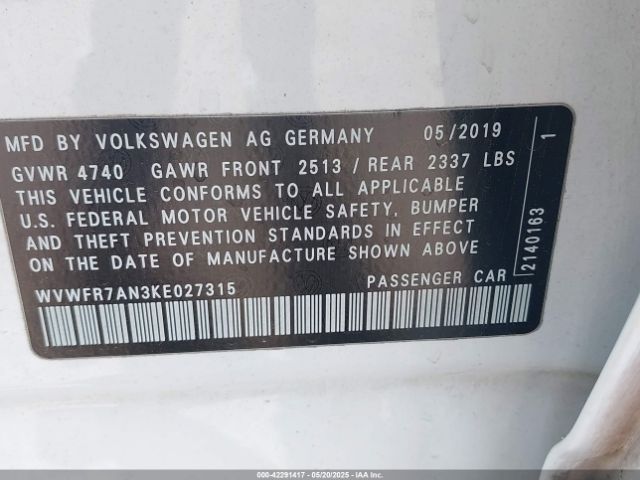 MFD BY VOLKSWAGEN AG GERMANY 05/2019
GVWR 4740 GAWR FRONT 2513 / REAR 2337 LBS
THIS VEHICLE CONFORMS TO ALL APPLICABLE
U.S. FEDERAL MOTOR VEHICLE SAFETY, BUMPER
AND THEFT PREVENTION STANDARDS IN EFFECT
ON THE DATE OF MANUFACTURE SHOWN ABOVE
WVWFR7AN3KE027315 PASSENGER CAR
2140163 1
000-42291417 - 05/20/2025 - IAAI.COM